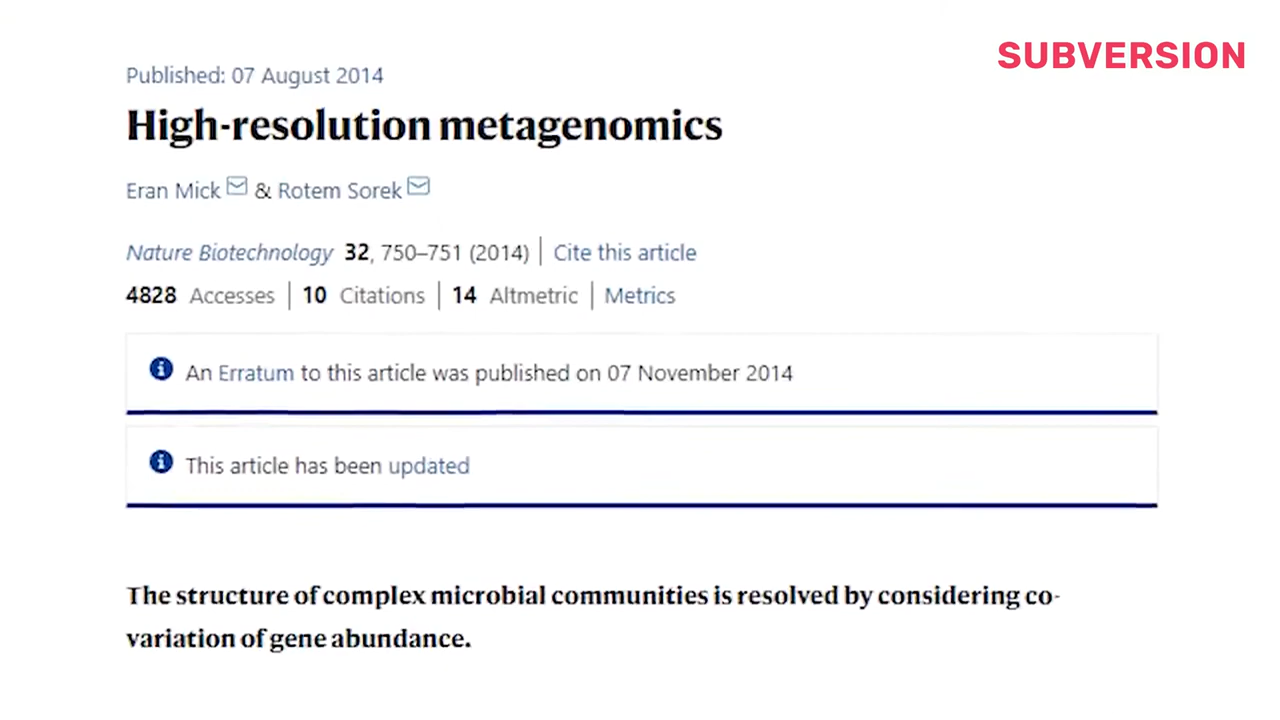 SUBVERSION
Published: 07 August 2014
High-resolution metagenomics
Eran Mick & Rotem Sorek
Nature Biotechnology 32, 750–751 (2014) | Cite this article
4828 Accesses | 10 Citations | 14 Altmetric | Metrics
An Erratum to this article was published on 07 November 2014
This article has been updated
The structure of complex microbial communities is resolved by considering co-
variation of gene abundance.